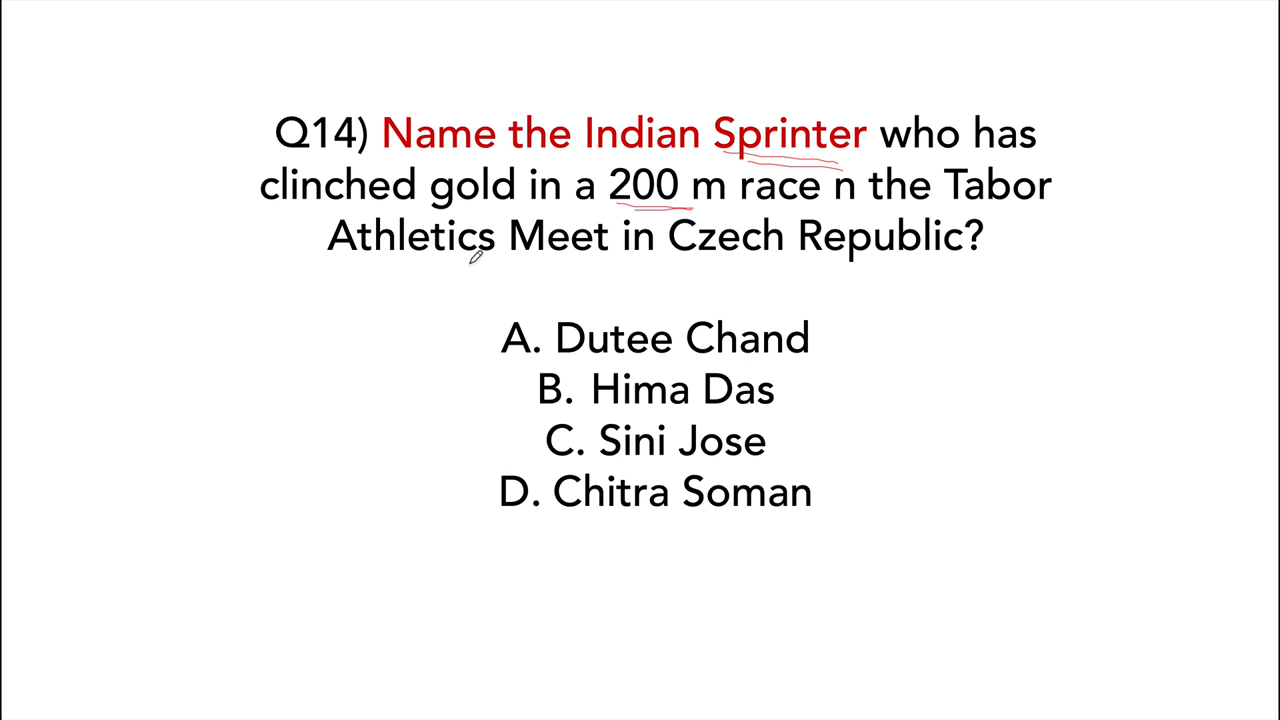 Q14) Name the Indian Sprinter who has
clinched gold in a 200 m race n the Tabor
Athletics Meet in Czech Republic?
A. Dutee Chand
B. Hima Das
C. Sini Jose
D. Chitra Soman